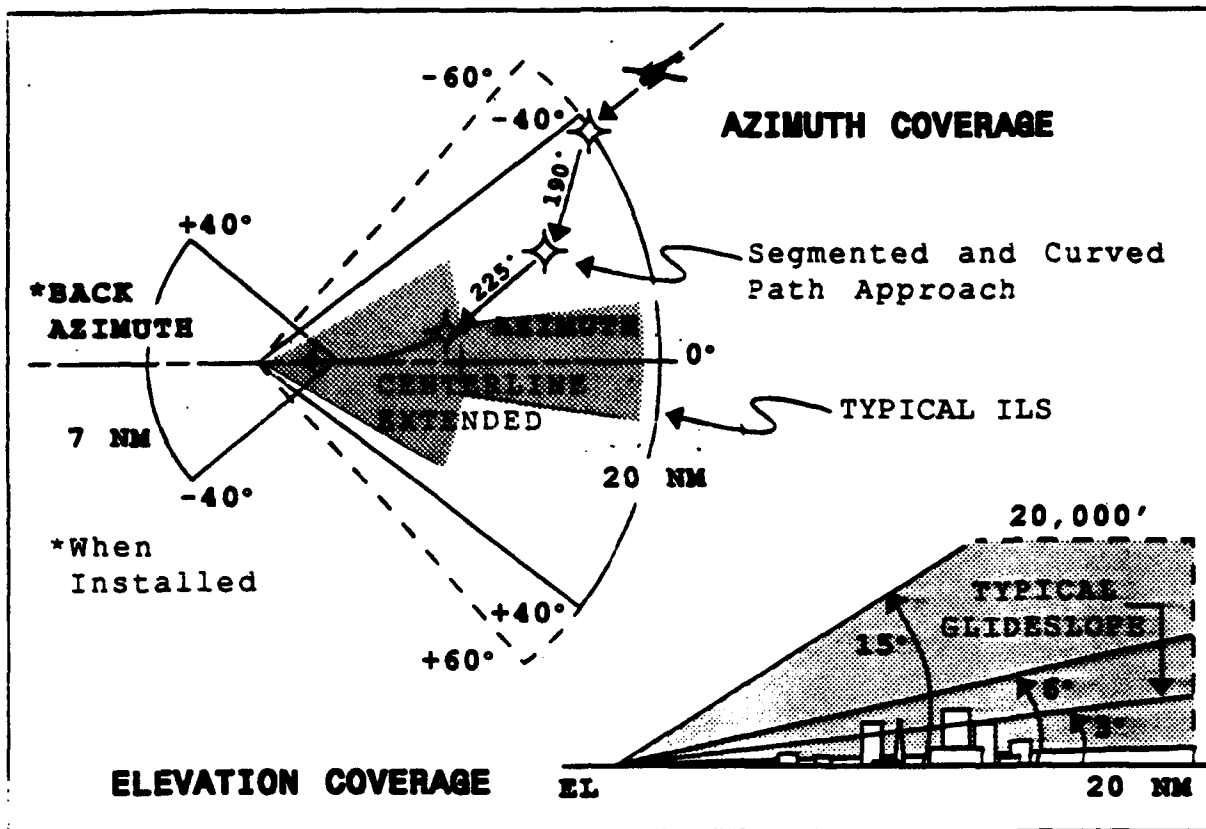 -60°
-40°
AZIMUTH COVERAGE
190°
+40°
Segmented and Curved
Path Approach
225°
*BACK
AZIMUTH
AZIMUTH
0°
CENTERLINE
EXTENDED
TYPICAL ILS
7 NM
20 NM
-40°
*When
Installed
+40°
+60°
20,000'
TYPICAL
GLIDESLOPE
15°
6°
3°
ELEVATION COVERAGE
EL
20 NM